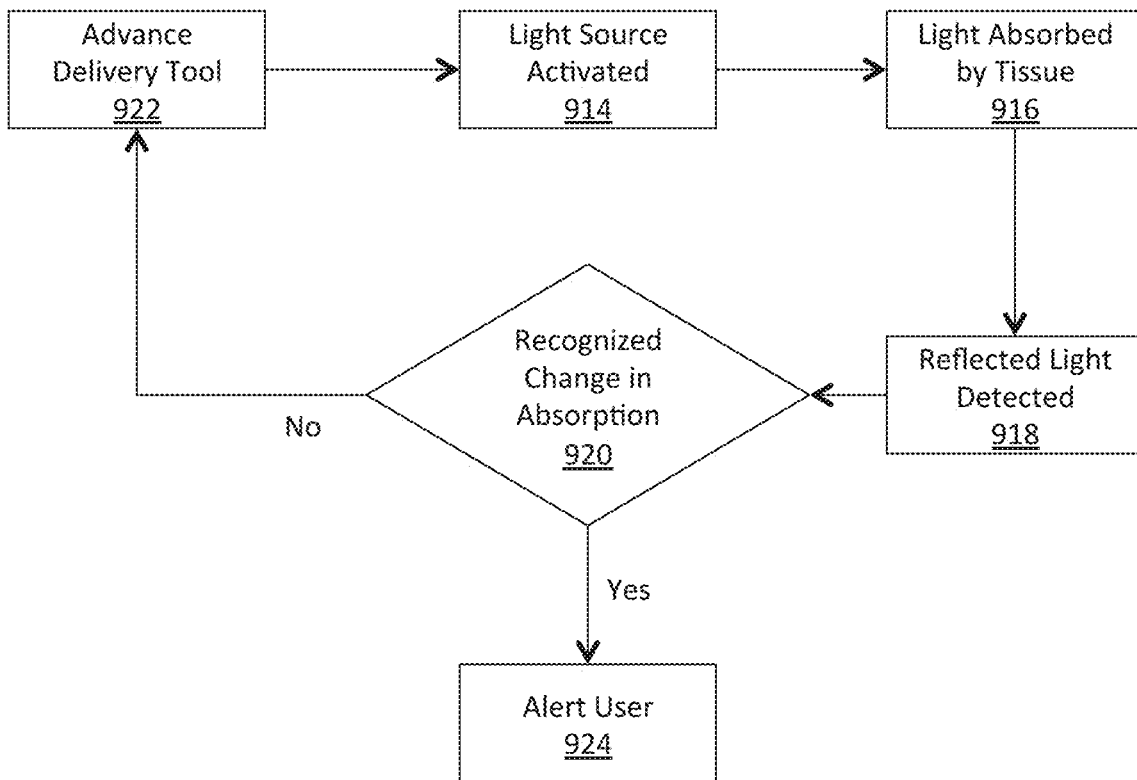 Advance
Delivery Tool
922
Light Source
Activated
914
Light Absorbed
by Tissue
916
Recognized
Change in
Absorption
920
Reflected Light
Detected
918
No
Yes
Alert User
924